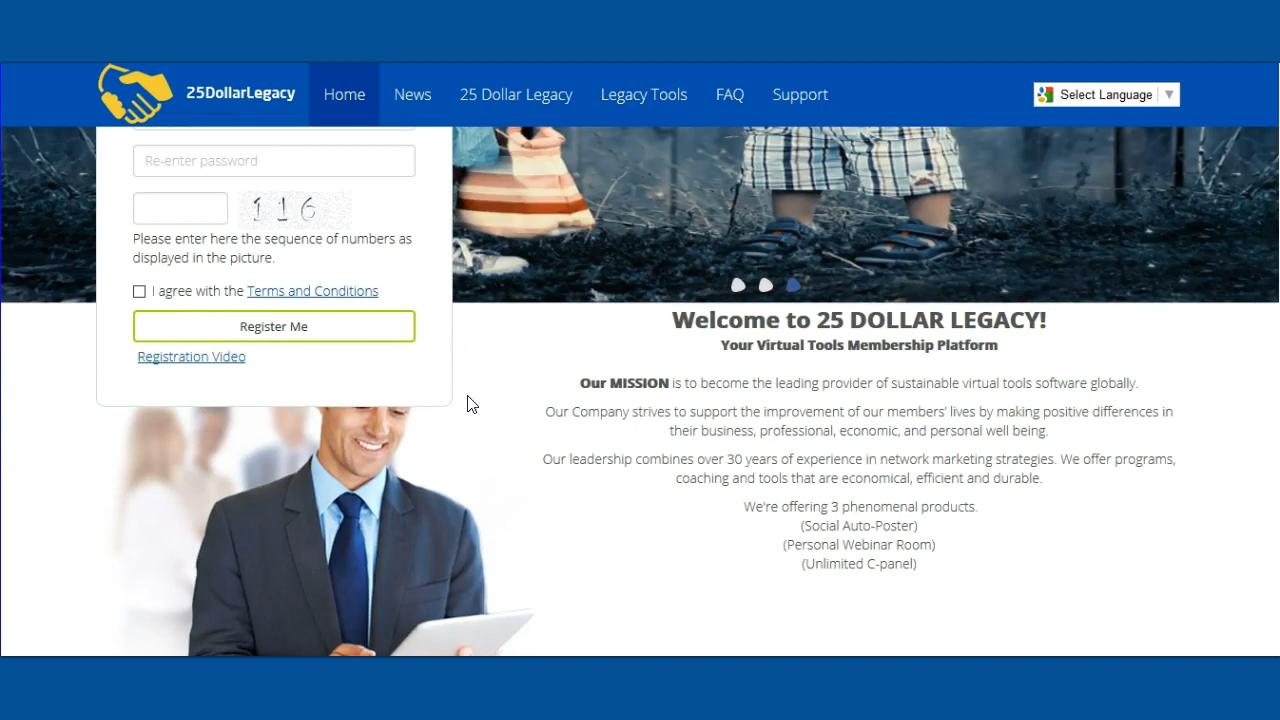 25DollarLegacy
Home
News
25 Dollar Legacy
Legacy Tools
FAQ
Support
Select Language
Re-enter password
116
Please enter here the sequence of numbers as
displayed in the picture.
I agree with the Terms and Conditions
Register Me
Registration Video
Welcome to 25 DOLLAR LEGACY!
Your Virtual Tools Membership Platform
Our MISSION is to become the leading provider of sustainable virtual tools software globally.
Our Company strives to support the improvement of our members' lives by making positive differences in
their business, professional, economic, and personal well being.
Our leadership combines over 30 years of experience in network marketing strategies. We offer programs,
coaching and tools that are economical, efficient and durable.
We're offering 3 phenomenal products.
(Social Auto-Poster)
(Personal Webinar Room)
(Unlimited C-panel)